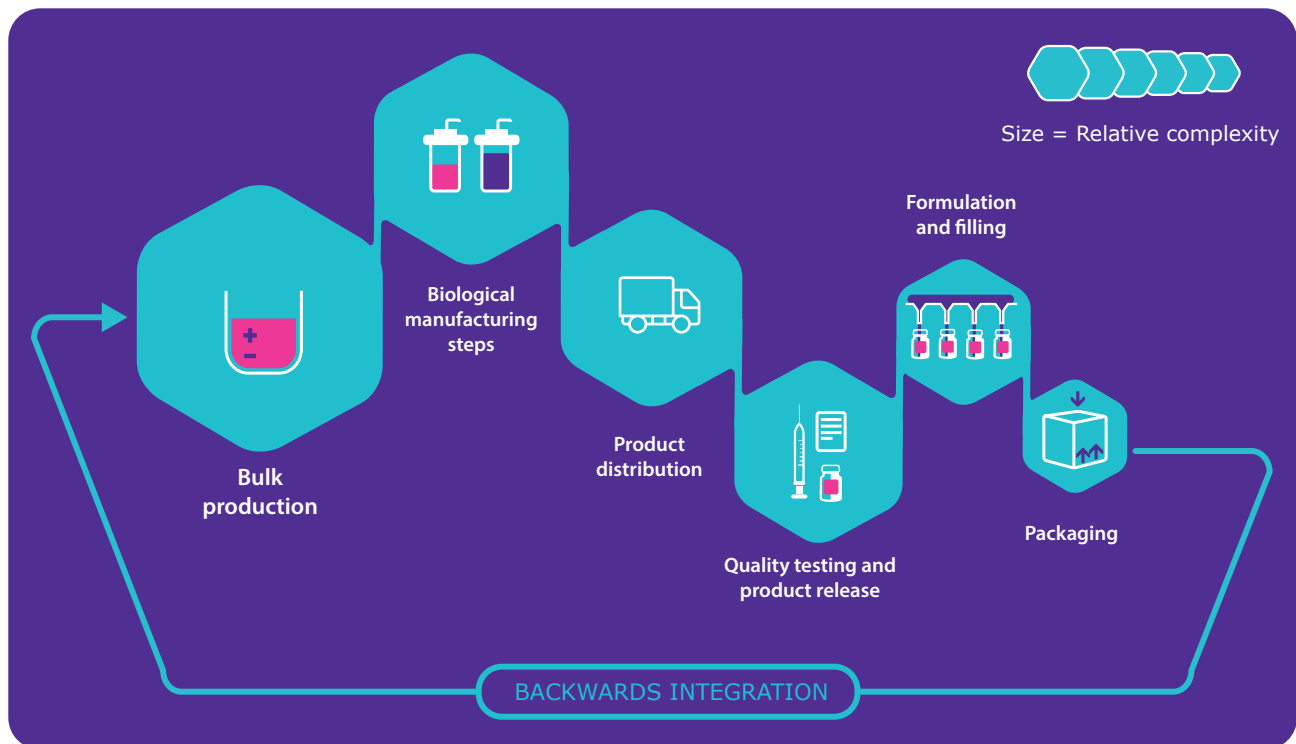 Size = Relative complexity
Formulation
and filling
Biological
manufacturing
steps
Product
distribution
Bulk
production
Packaging
Quality testing and
product release
BACKWARDS INTEGRATION